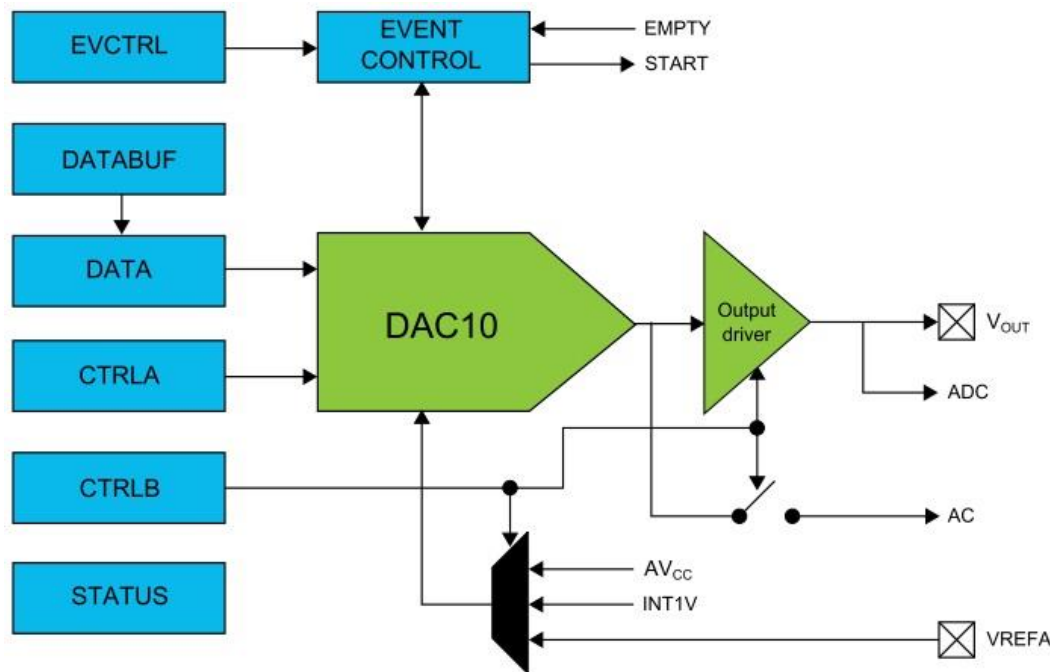 EVCTRL
EVENT
CONTROL
EMPTY
START
DATABUF
DATA
DAC10
Output
driver
VOUT
CTRLA
ADC
CTRLB
AC
STATUS
AVCC
INT1V
VREFA